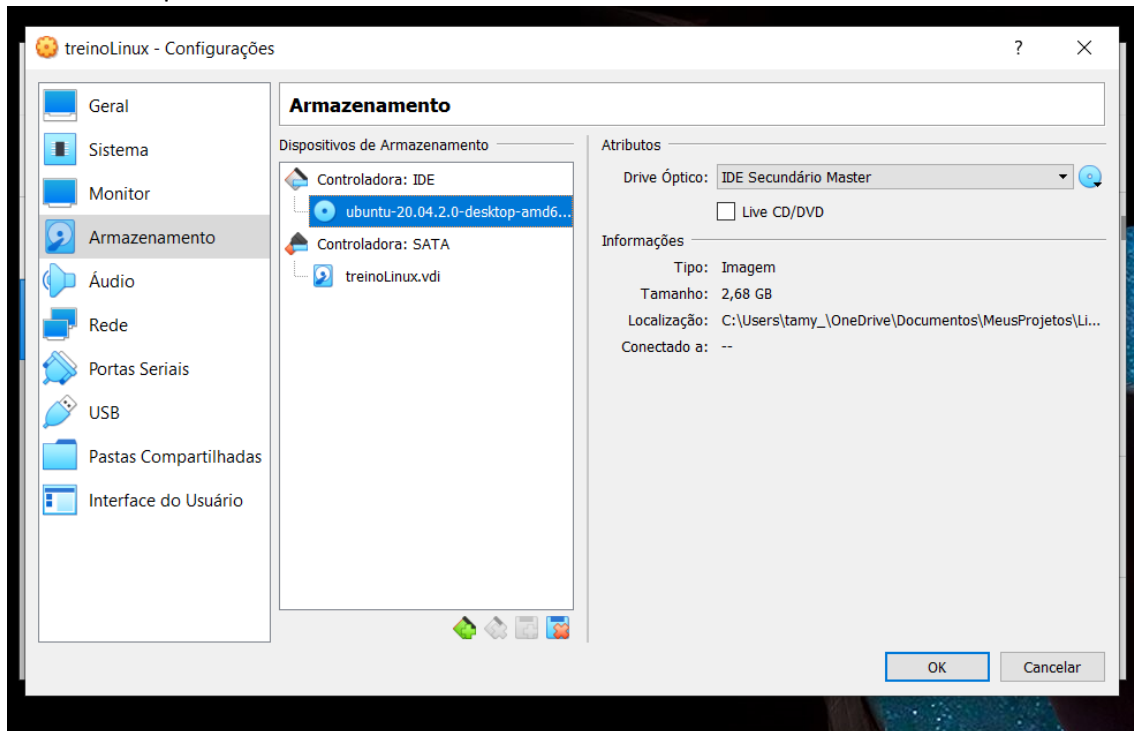 treinoLinux - Configurações ?
Geral
Sistema
Monitor
Armazenamento
Áudio
Rede
Portas Seriais
USB
Pastas Compartilhadas
Interface do Usuário
Armazenamento
Dispositivos de Armazenamento
Controladora: IDE
ubuntu-20.04.2.0-desktop-amd6...
Controladora: SATA
treinoLinux.vdi
Atributos
Drive Óptico: IDE Secundário Master
Live CD/DVD
Informações
Tipo: Imagem
Tamanho: 2,68 GB
Localização: C:\Users\tamy_\OneDrive\Documentos\MeusProjetos\Li...
Conectado a: --
OK Cancelar